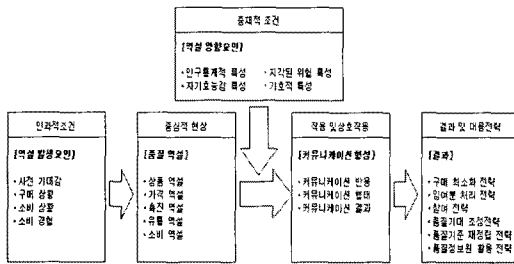 중재적 조건
[역설 영향요인]
• 인구통계적 특성 • 지각된 위험 특성
• 자기효능감 특성 • 기호적 특성
인과적조건
[역설 발생요인]
• 사전 기대감
• 구매 상황
• 소비 상황
• 소비 경험
중심적 현상
[품질 역설]
• 상품 역설
• 가격 역설
• 촉진 역설
• 유통 역설
• 소비 역설
작용 및상호작용
[커뮤니케이션 형성]
• 커뮤니케이션 반응
• 커뮤니케이션 행태
• 커뮤니케이션 결과
결과 및 대응전략
[결과]
• 구매 최소화 전략
• 잉여분 처리 전략
• 참여 전략
• 품질기대 조정전략
• 품질기준 재정립 전략
• 품질정보원 활용 전략